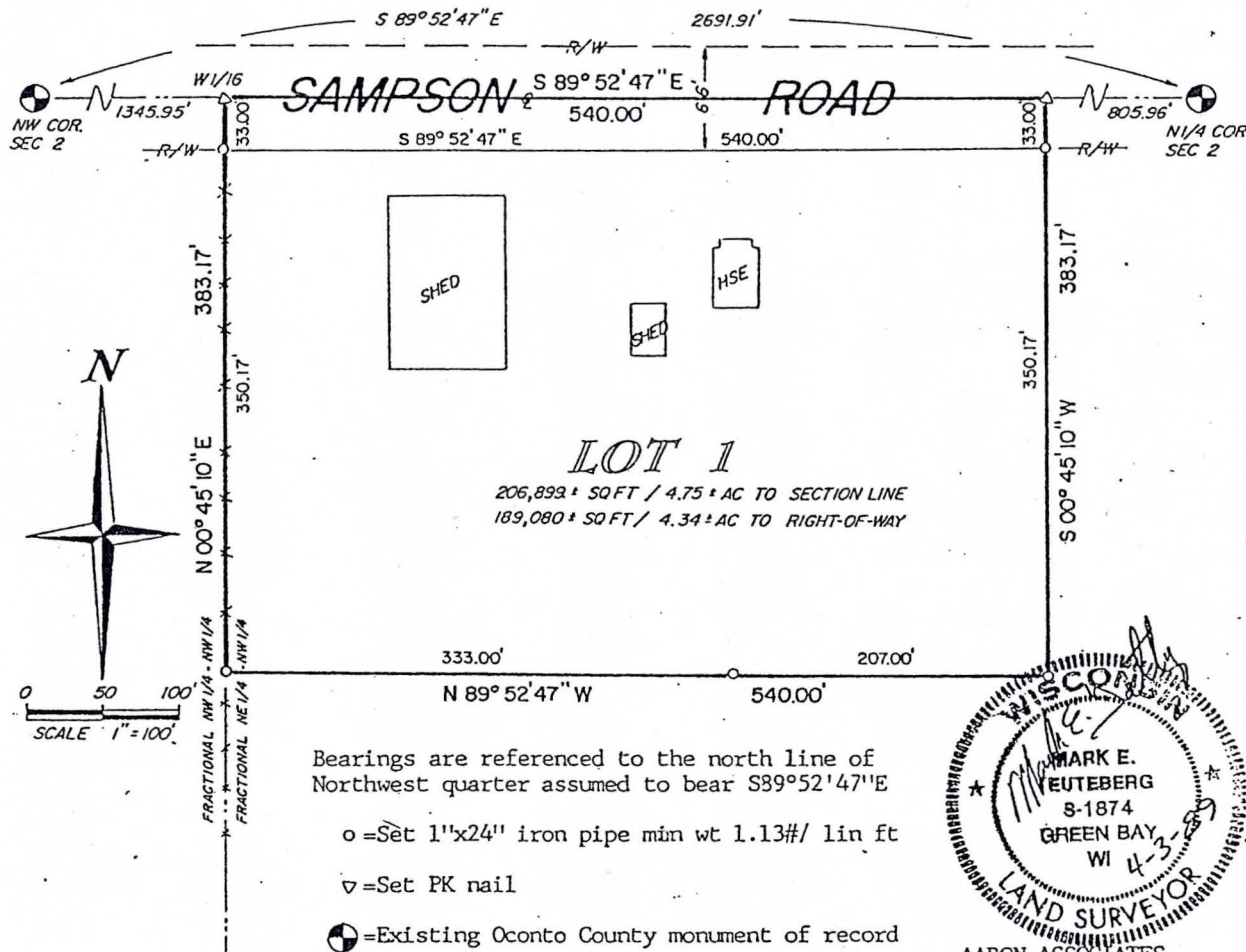 S 89°52'47"E 2691.91'
R/W
W1/16 SAMPSON ℄ S 89°52'47"E ROAD
N 1345.95' 540.00' 66' N 805.96'
NW COR. N1/4 COR
SEC 2 SEC 2
33.00' 33.00'
R/W S 89°52'47"E 540.00' R/W
383.17' 383.17'
350.17' 350.17'
SHED
SHED
HSE
N
N 00°45'10"E
S 00°45'10"W
LOT 1
206,899± SQ FT / 4.75± AC TO SECTION LINE
189,080± SQ FT / 4.34± AC TO RIGHT-OF-WAY
333.00' 207.00'
N 89°52'47"W 540.00'
0 50 100'
SCALE 1"=100'
FRACTIONAL NW1/4-NW1/4
FRACTIONAL NE1/4-NW1/4
Bearings are referenced to the north line of
Northwest quarter assumed to bear S89°52'47"E
o =Set 1"x24" iron pipe min wt 1.13#/ lin ft
▽ =Set PK nail
=Existing Oconto County monument of record
WISCONSIN
MARK E.
TEUTEBERG
S-1874
GREEN BAY,
WI
4-3-89
LAND SURVEYOR
AARON ASSOCIATES